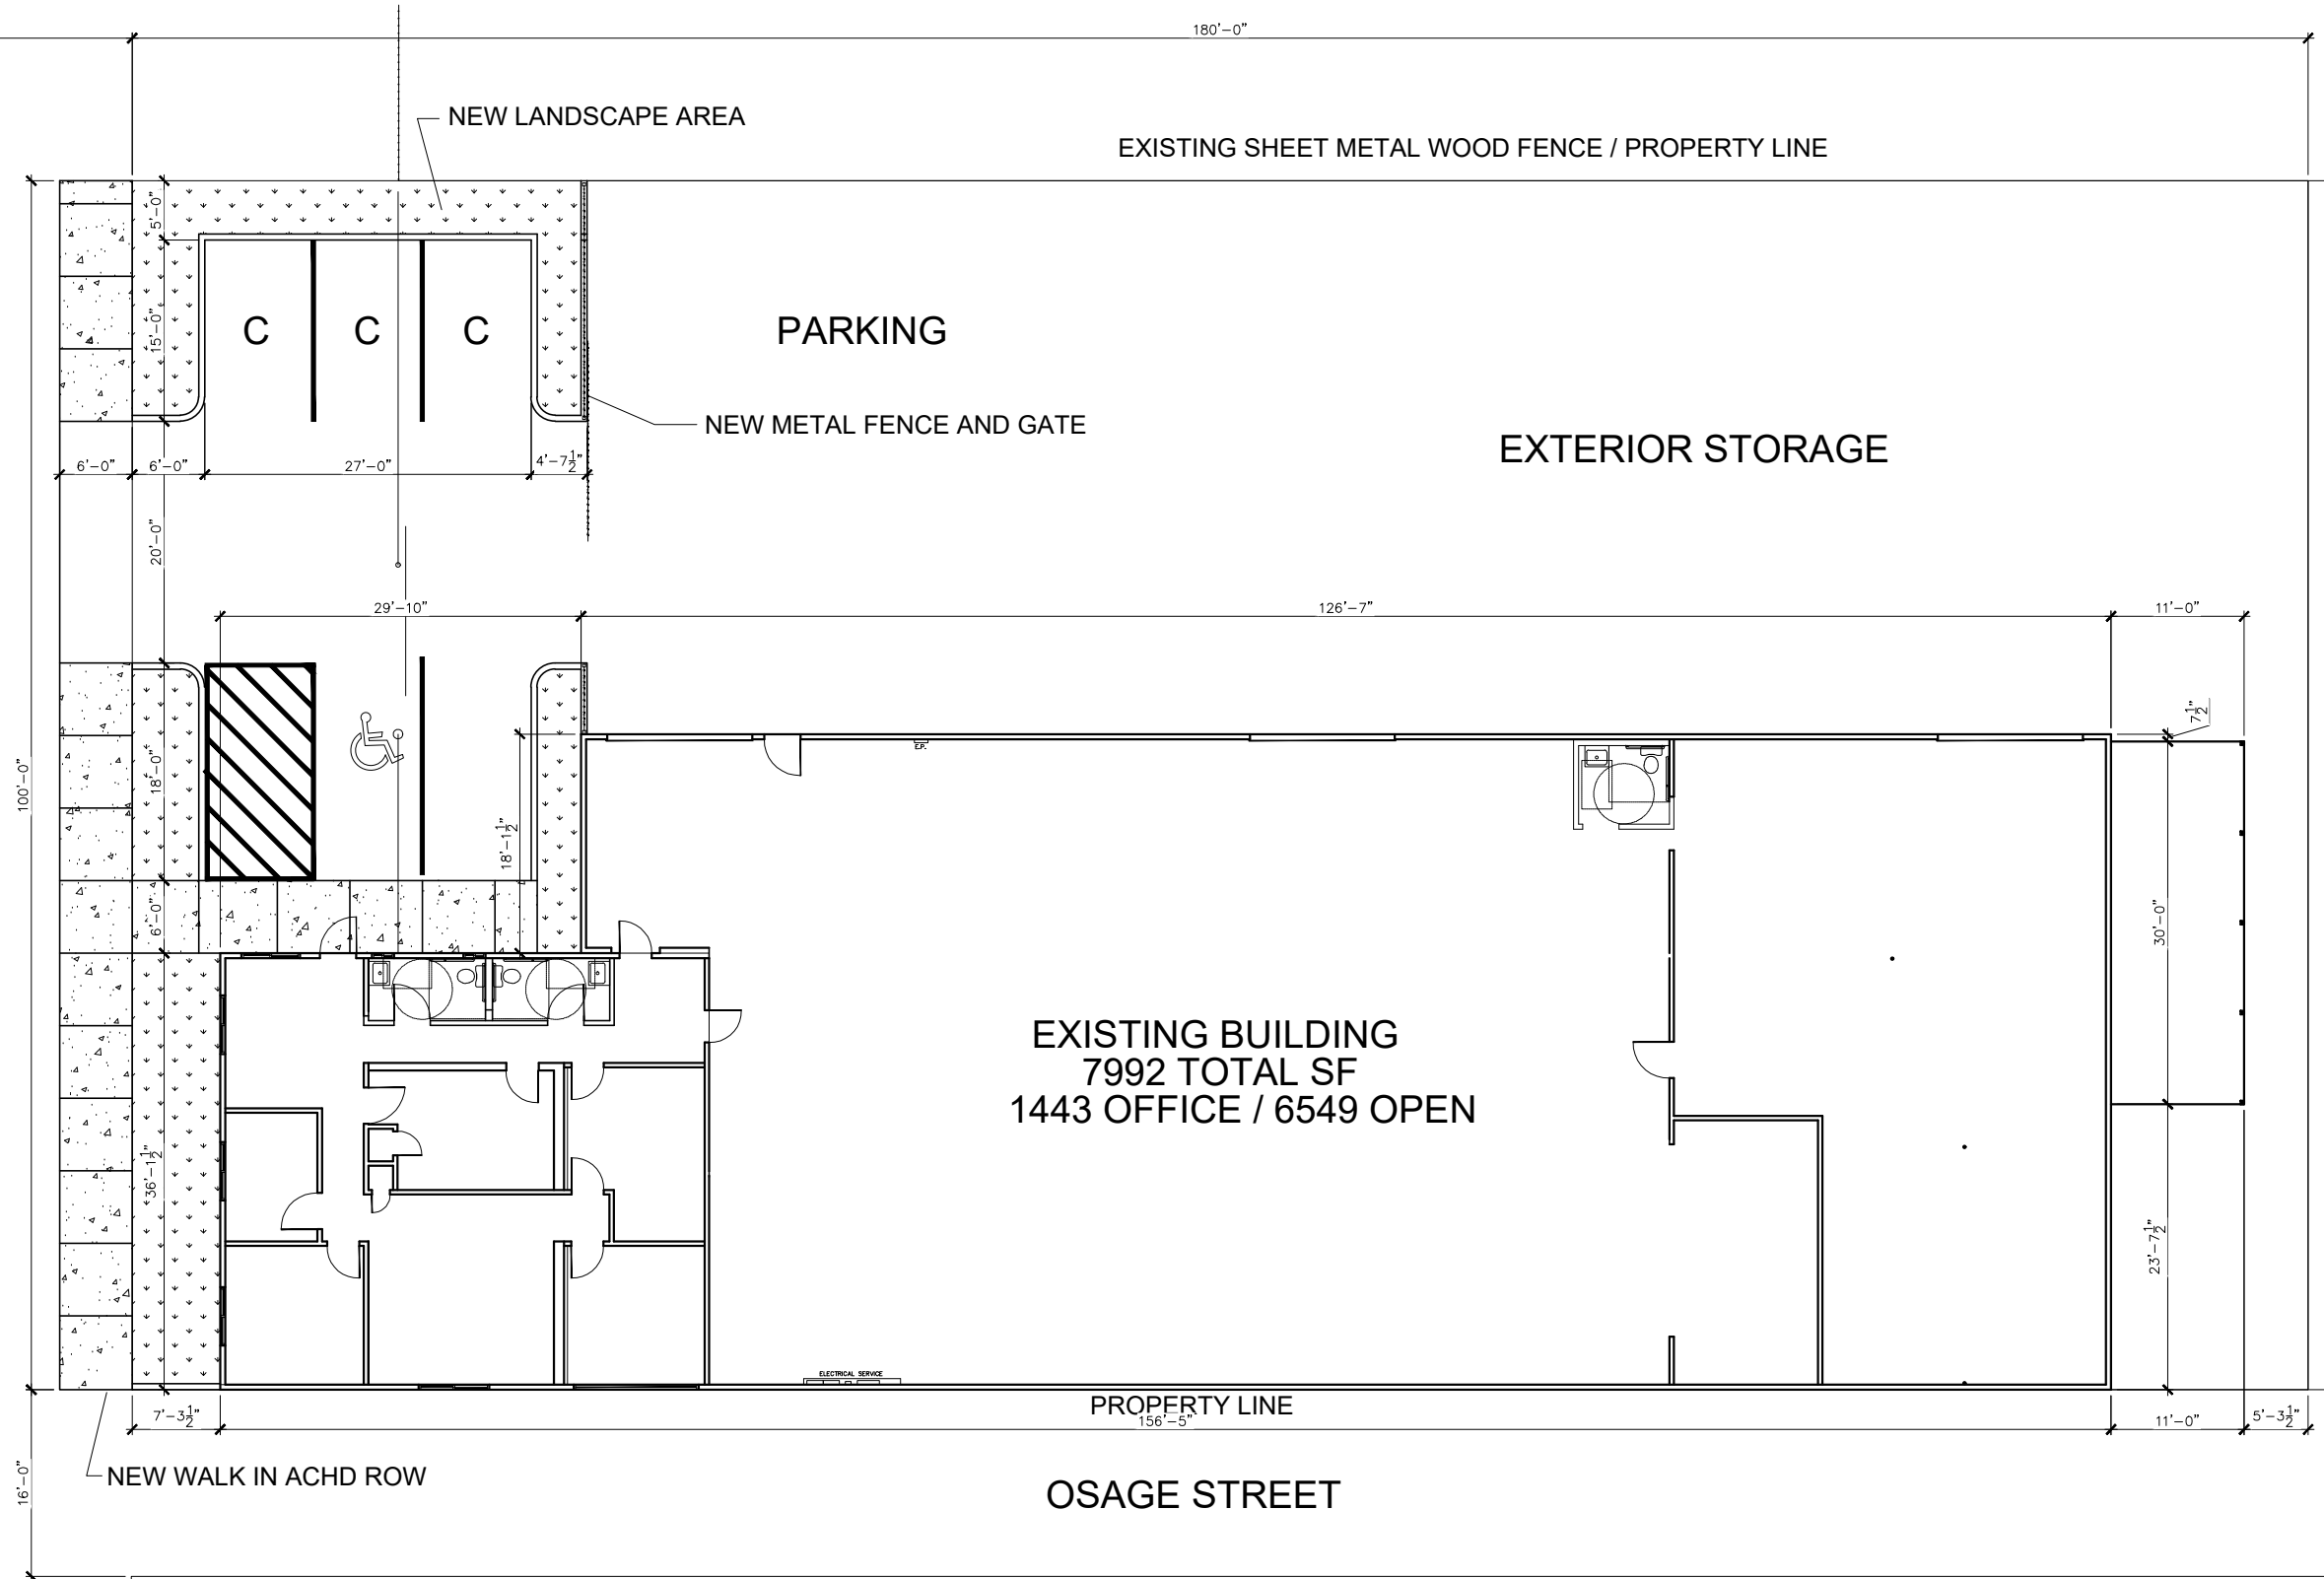 180'-0"
NEW LANDSCAPE AREA
EXISTING SHEET METAL WOOD FENCE / PROPERTY LINE
5'-0"
15'-0"
C C C
PARKING
NEW METAL FENCE AND GATE
EXTERIOR STORAGE
6'-0" 6'-0" 27'-0" 4'-7½"
20'-0"
29'-10" 126'-7" 11'-0"
7½"
E.P.
100'-0"
18'-0"
18'-1½"
6'-0"
30'-0"
EXISTING BUILDING
7992 TOTAL SF
1443 OFFICE / 6549 OPEN
36'-1½"
23'-7½"
ELECTRICAL SERVICE
PROPERTY LINE
7'-3½" 156'-5" 11'-0" 5'-3½"
NEW WALK IN ACHD ROW
16'-0"
OSAGE STREET